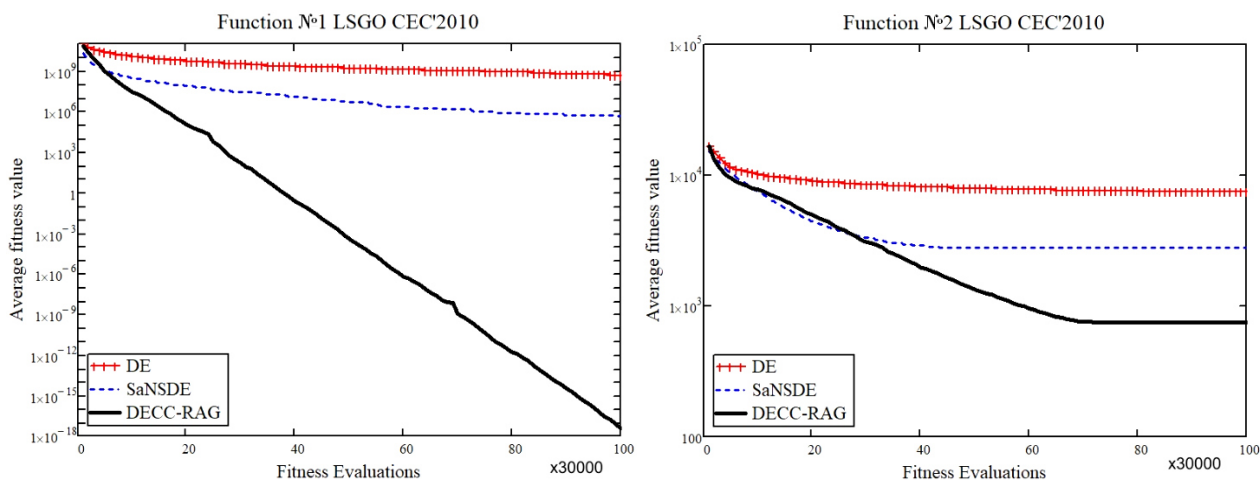 Function №1 LSGO CEC'2010
Average fitness value
1×10⁹
1×10⁶
1×10³
1
1×10⁻³
1×10⁻⁶
1×10⁻⁹
1×10⁻¹²
1×10⁻¹⁵
1×10⁻¹⁸
DE
SaNSDE
DECC-RAG
0 20 40 60 80 100
Fitness Evaluations
x30000
Function №2 LSGO CEC'2010
Average fitness value
1×10⁵
1×10⁴
1×10³
100
DE
SaNSDE
DECC-RAG
0 20 40 60 80 100
Fitness Evaluations
x30000